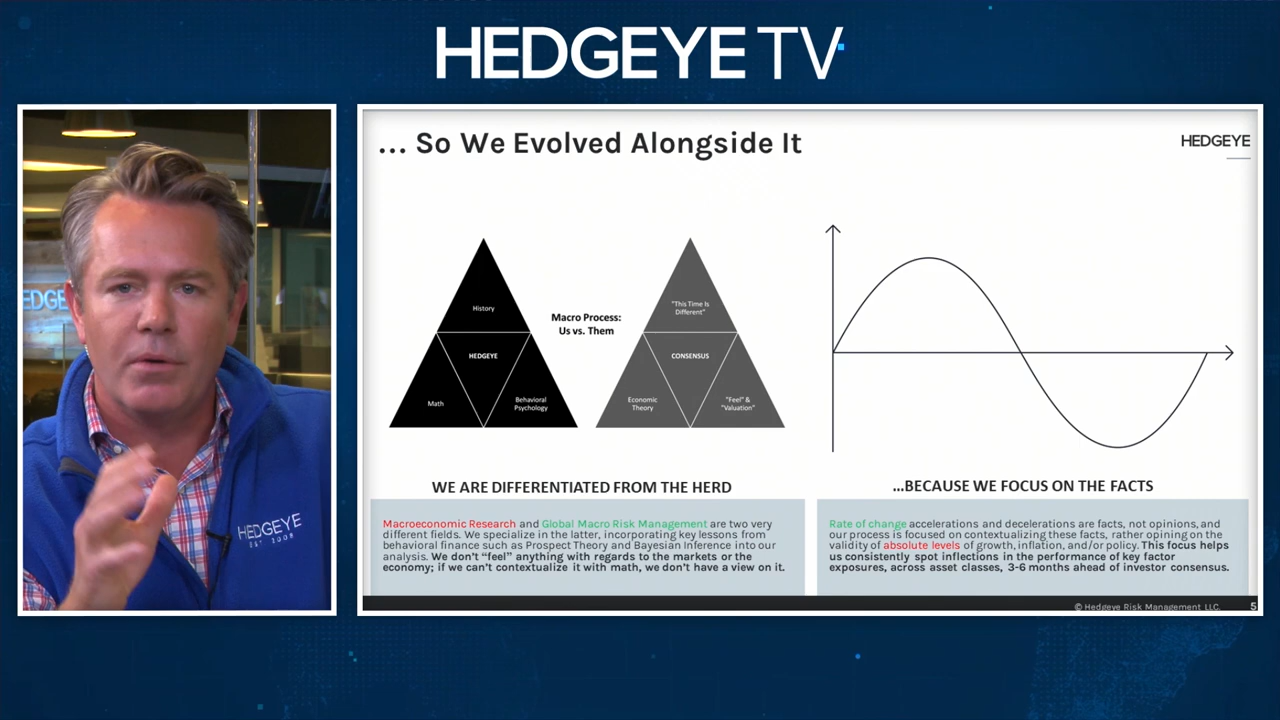 HEDGEYE TV
... So We Evolved Alongside It
HEDGEYE
History
HEDGEYE
Math
Behavioral
Psychology
Macro Process:
Us vs. Them
"This Time Is
Different"
CONSENSUS
Economic
Theory
"Feel" &
"Valuation"
WE ARE DIFFERENTIATED FROM THE HERD
Macroeconomic Research and Global Macro Risk Management are two very
different fields. We specialize in the latter, incorporating key lessons from
behavioral finance such as Prospect Theory and Bayesian Inference into our
analysis. We don't "feel" anything with regards to the markets or the
economy; if we can't contextualize it with math, we don't have a view on it.
...BECAUSE WE FOCUS ON THE FACTS
Rate of change accelerations and decelerations are facts, not opinions, and
our process is focused on contextualizing these facts, rather opining on the
validity of absolute levels of growth, inflation, and/or policy. This focus helps
us consistently spot inflections in the performance of key factor
exposures, across asset classes, 3-6 months ahead of investor consensus.
© Hedgeye Risk Management LLC.
5
EDGE
HEDGEYE
EST 2008